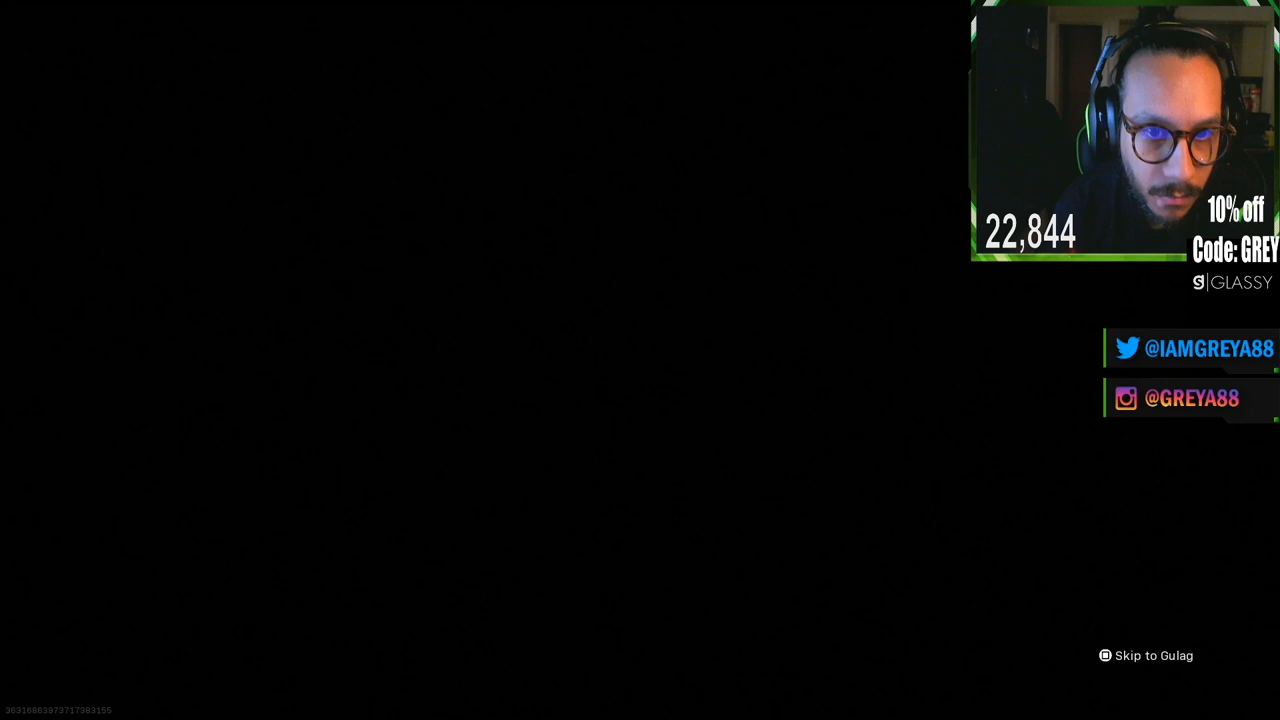 22,844
10% off
Code: GREY
GLASSY
@IAMGREYA88
@GREYA88
Skip to Gulag